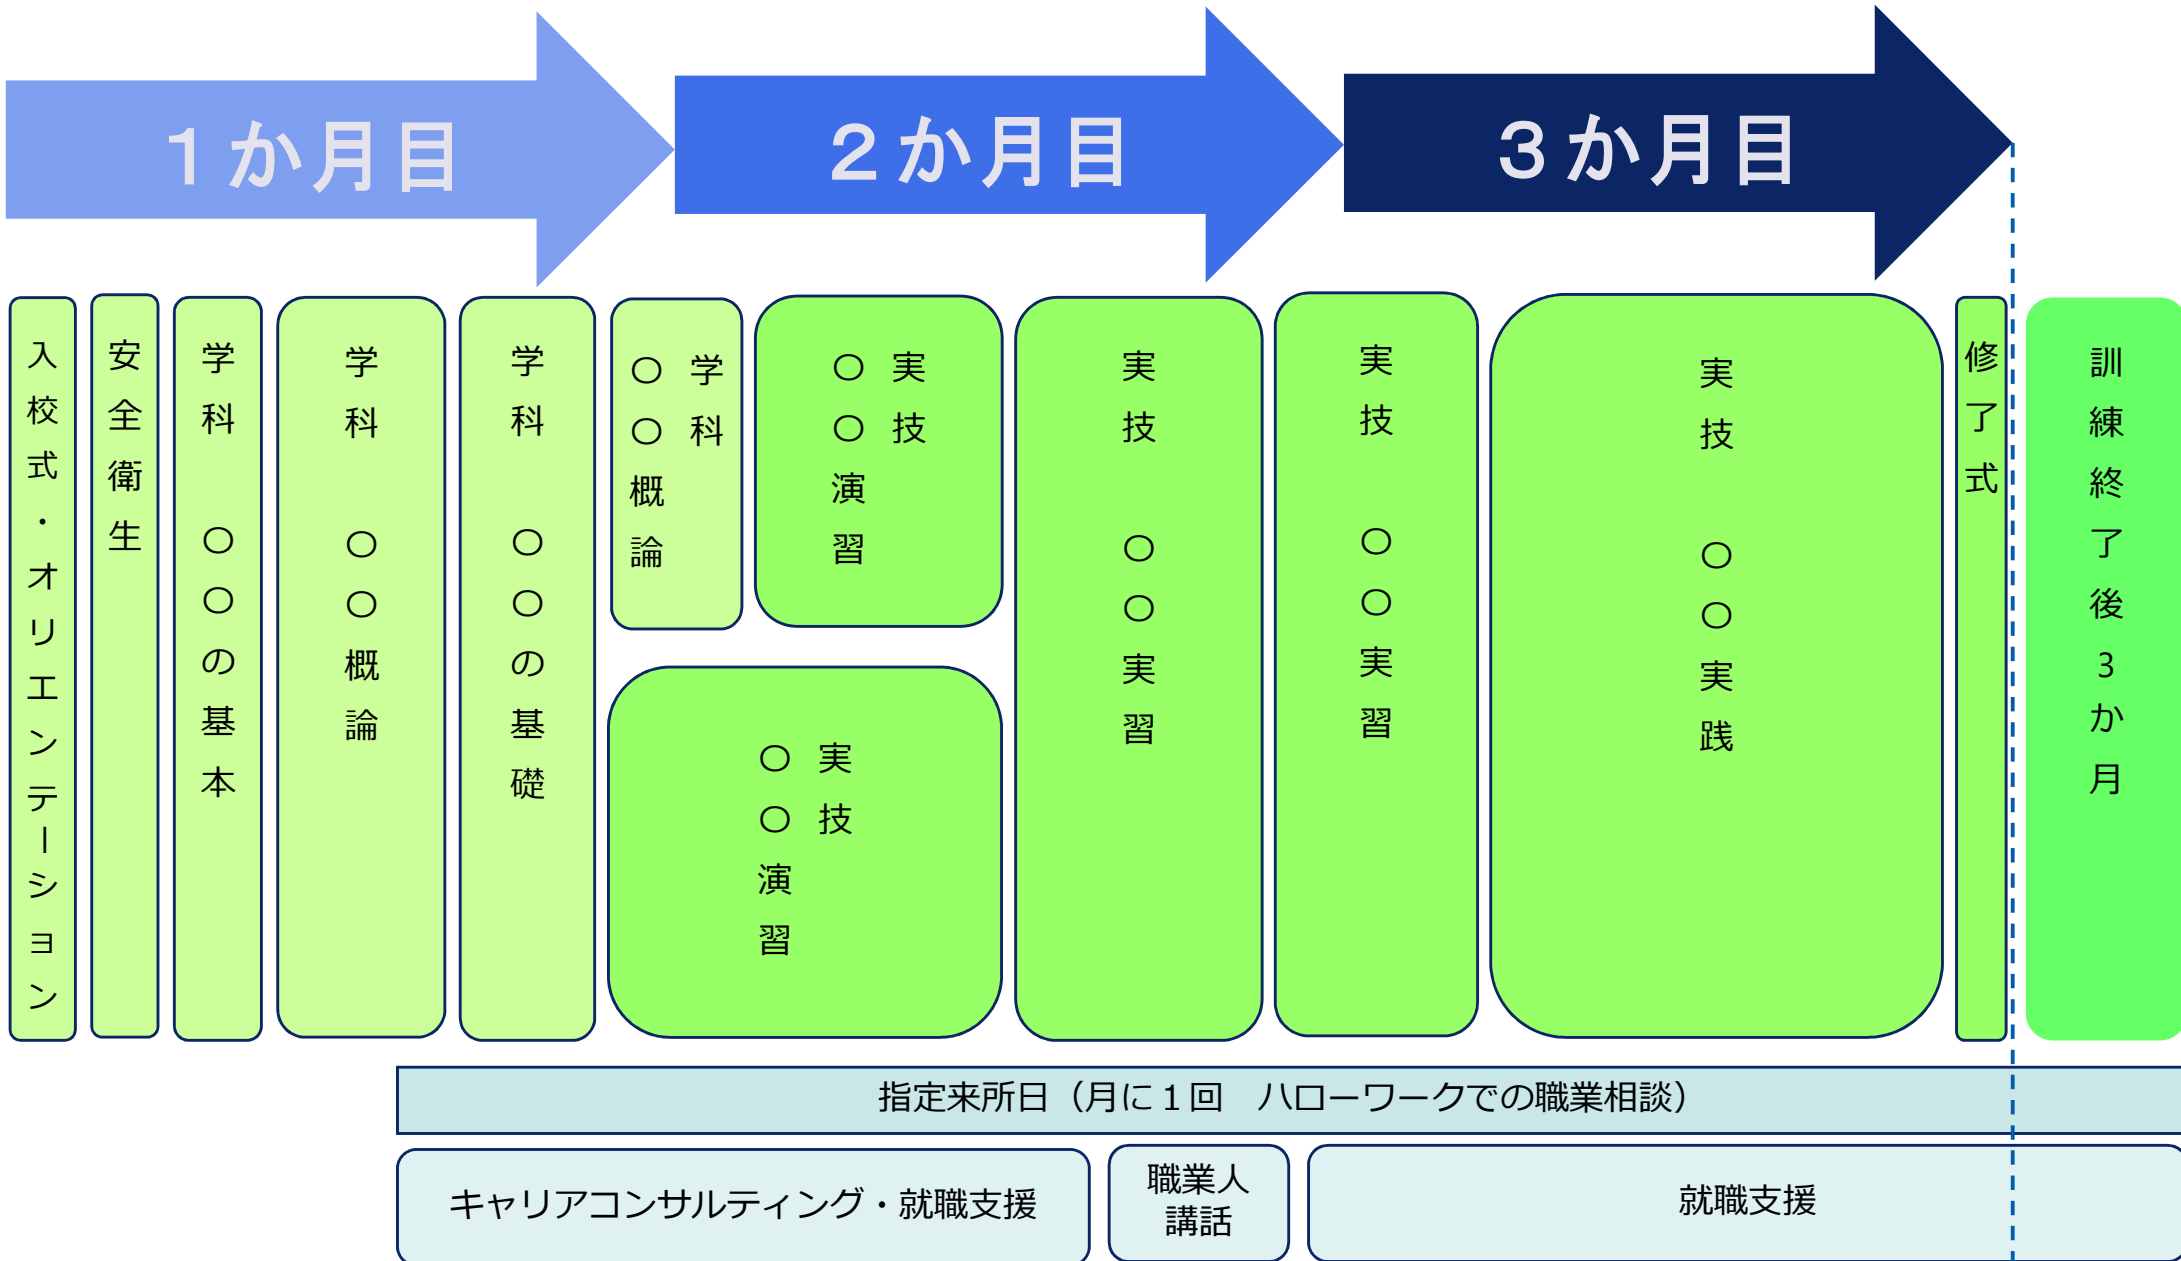 １か月目
２か月目
３か月目
入校式・オリエンテーション
安全衛生
学科　〇〇の基本
学科　〇〇概論
学科　〇〇の基礎
学科
〇〇概論
実技
〇〇演習
実技
〇〇演習
実技　〇〇実習
実技　〇〇実習
実技　〇〇実践
修了式
訓練終了後3か月
指定来所日（月に１回　ハローワークでの職業相談）
キャリアコンサルティング・就職支援
職業人
講話
就職支援